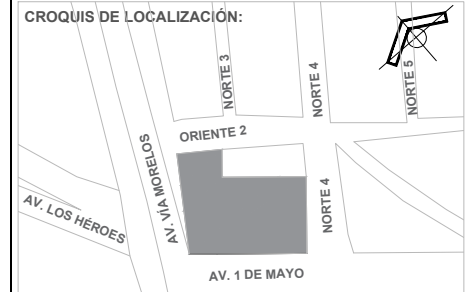 CROQUIS DE LOCALIZACIÓN:
NORTE 3
NORTE 4
NORTE 5
ORIENTE 2
AV. VÍA MORELOS
AV. LOS HÉROES
NORTE 4
AV. 1 DE MAYO